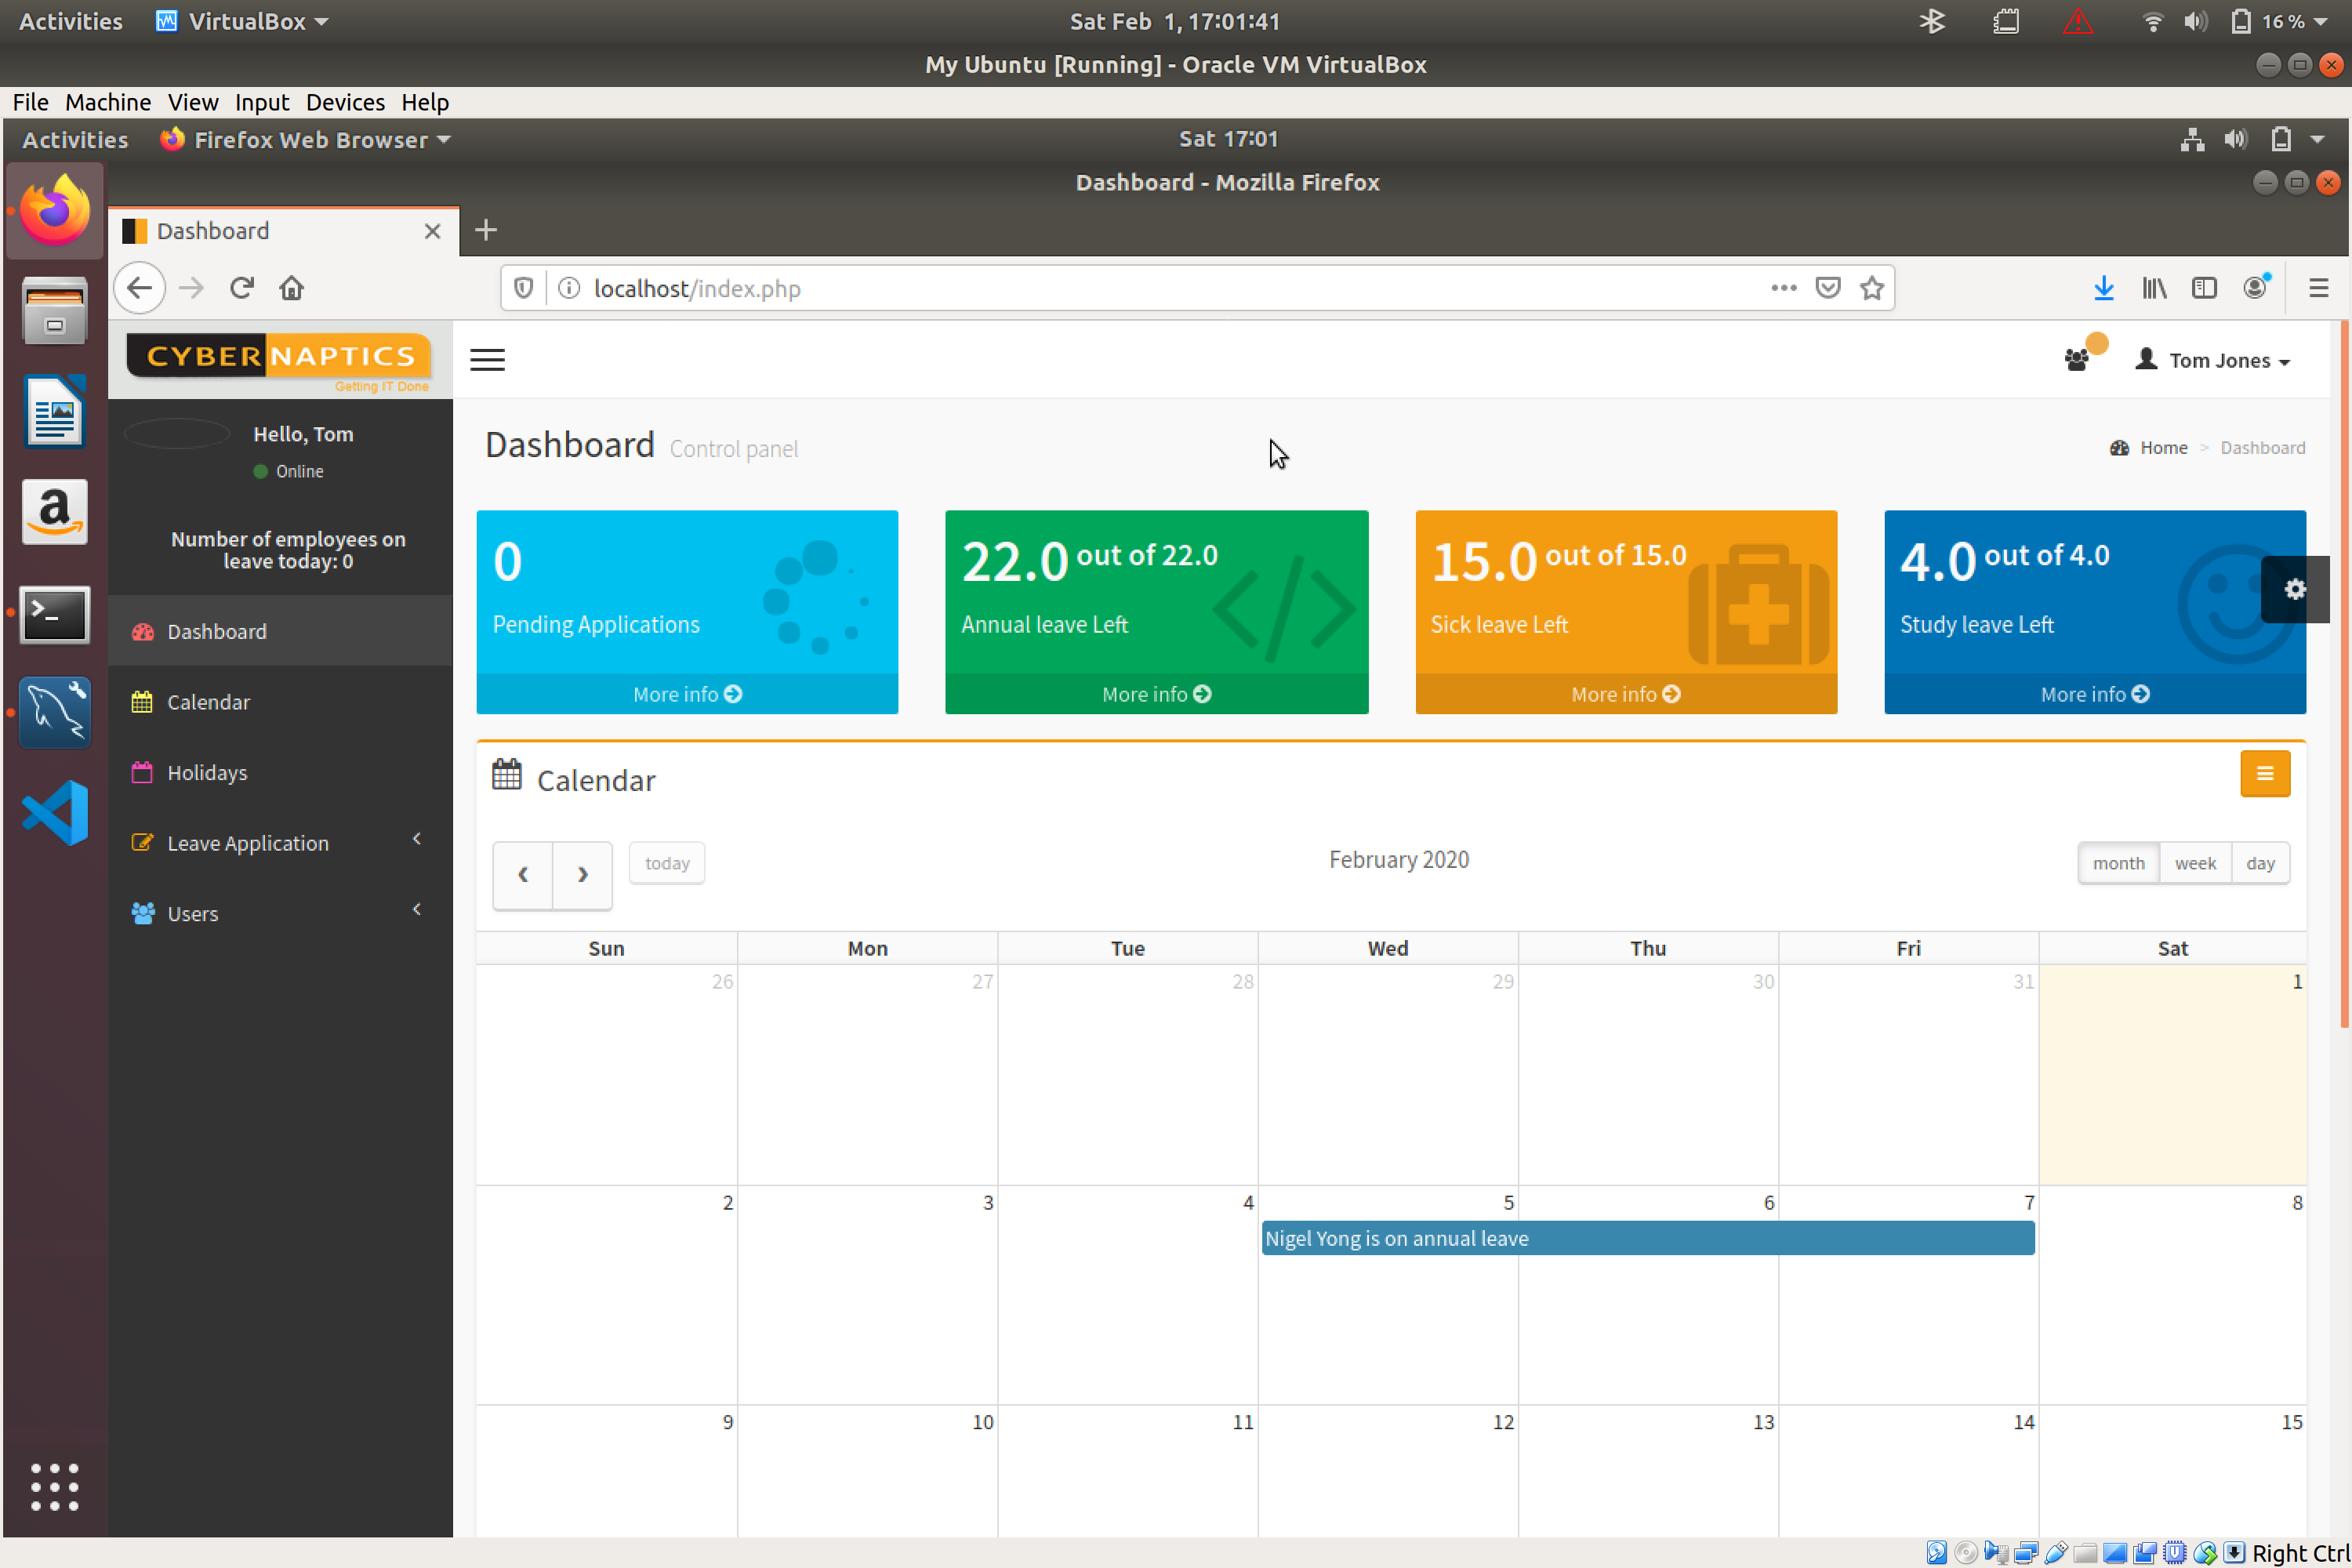 Activities VirtualBox Sat Feb 1, 17:01:41 16 %
My Ubuntu [Running] - Oracle VM VirtualBox
File Machine View Input Devices Help
Activities Firefox Web Browser Sat 17:01
Dashboard - Mozilla Firefox
Dashboard
localhost/index.php
CYBERNAPTICS
Getting IT Done
Tom Jones
Hello, Tom
Online
Number of employees on
leave today: 0
Dashboard
Calendar
Holidays
Leave Application
Users
Dashboard Control panel
Home > Dashboard
0
Pending Applications
More info
22.0 out of 22.0
Annual leave Left
More info
15.0 out of 15.0
Sick leave Left
More info
4.0 out of 4.0
Study leave Left
More info
Calendar
today
February 2020
month week day
Sun Mon Tue Wed Thu Fri Sat
26 27 28 29 30 31 1
2 3 4 5 6 7 8
Nigel Yong is on annual leave
9 10 11 12 13 14 15
Right Ctrl